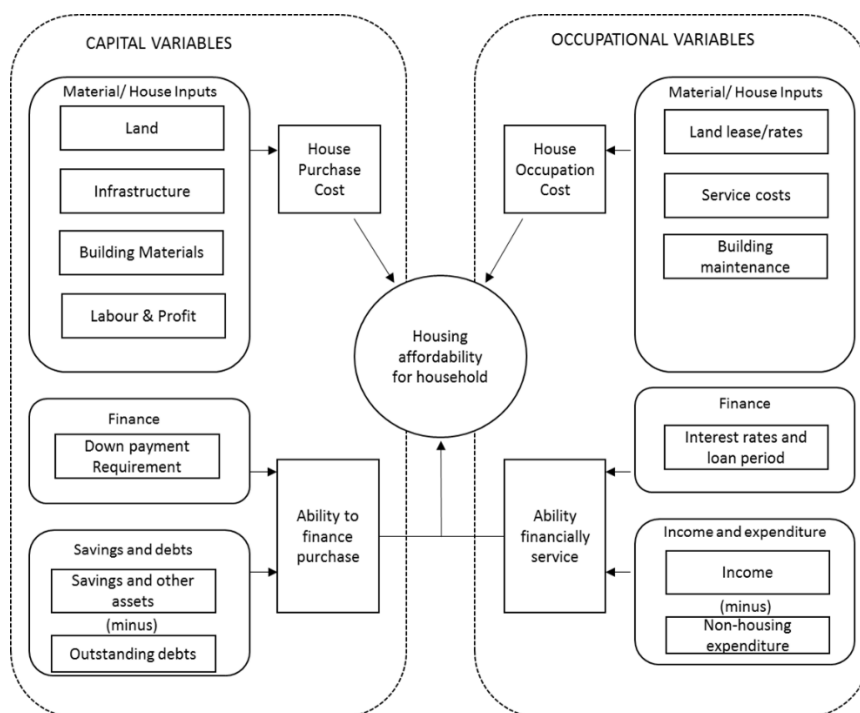 CAPITAL VARIABLES
Material/ House Inputs
Land
Infrastructure
Building Materials
Labour & Profit
House
Purchase
Cost
Finance
Down payment
Requirement
Savings and debts
Savings and other
assets
(minus)
Outstanding debts
Ability to
finance
purchase
Housing
affordability
for household
OCCUPATIONAL VARIABLES
House
Occupation
Cost
Material/ House Inputs
Land lease/rates
Service costs
Building
maintenance
Finance
Interest rates and
loan period
Ability
financially
service
Income and expenditure
Income
(minus)
Non-housing
expenditure